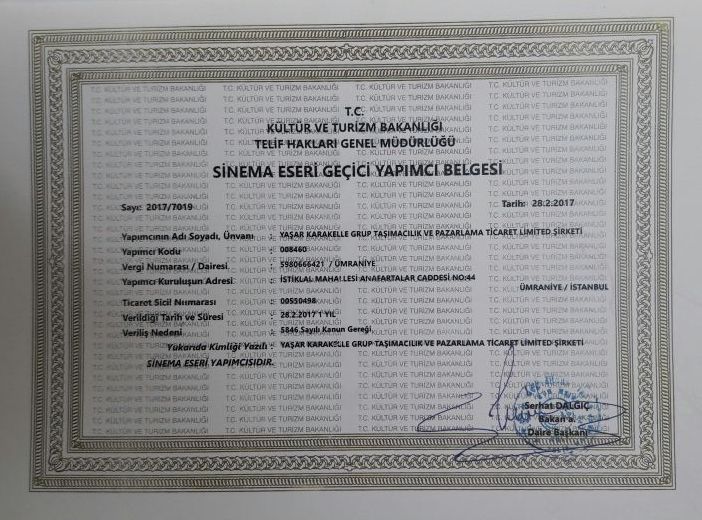 T.C.
KÜLTÜR VE TURİZM BAKANLIĞI
TELİF HAKLARI GENEL MÜDÜRLÜĞÜ
SİNEMA ESERİ GEÇİCİ YAPIMCI BELGESİ
Sayı: 2017/7019 Tarih: 28.2.2017
Yapımcının Adı Soyadı, Ünvanı : YAŞAR KARAKELLE GRUP TAŞIMACILIK VE PAZARLAMA TİCARET LİMİTED ŞİRKETİ
Yapımcı Kodu : 008460
Vergi Numarası / Dairesi : 5980666421 / ÜMRANİYE
Yapımcı Kuruluşun Adresi : İSTİKLAL MAHALLESİ ANAFARTALAR CADDESİ NO:44
ÜMRANİYE / İSTANBUL
Ticaret Sicil Numarası : 00550498
Verildiği Tarih ve Süresi : 28.2.2017 1 YIL
Veriliş Nedeni : 5846 Sayılı Kanun Gereği
Yukarıda Kimliği Yazılı : YAŞAR KARAKELLE GRUP TAŞIMACILIK VE PAZARLAMA TİCARET LİMİTED ŞİRKETİ
SİNEMA ESERİ YAPIMCISIDIR.
Serhat DALGIÇ
Bakan a.
Daire Başkanı